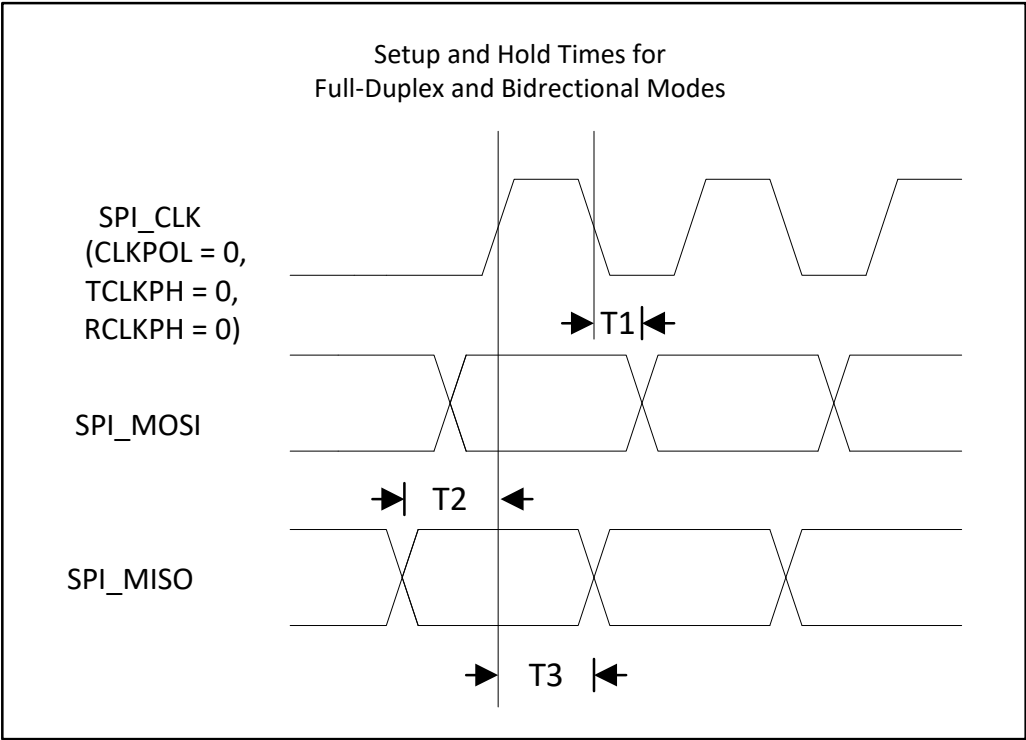 Setup and Hold Times for
Full-Duplex and Bidrectional Modes
SPI_CLK
(CLKPOL = 0,
TCLKPH = 0,
RCLKPH = 0)
T1
SPI_MOSI
T2
SPI_MISO
T3